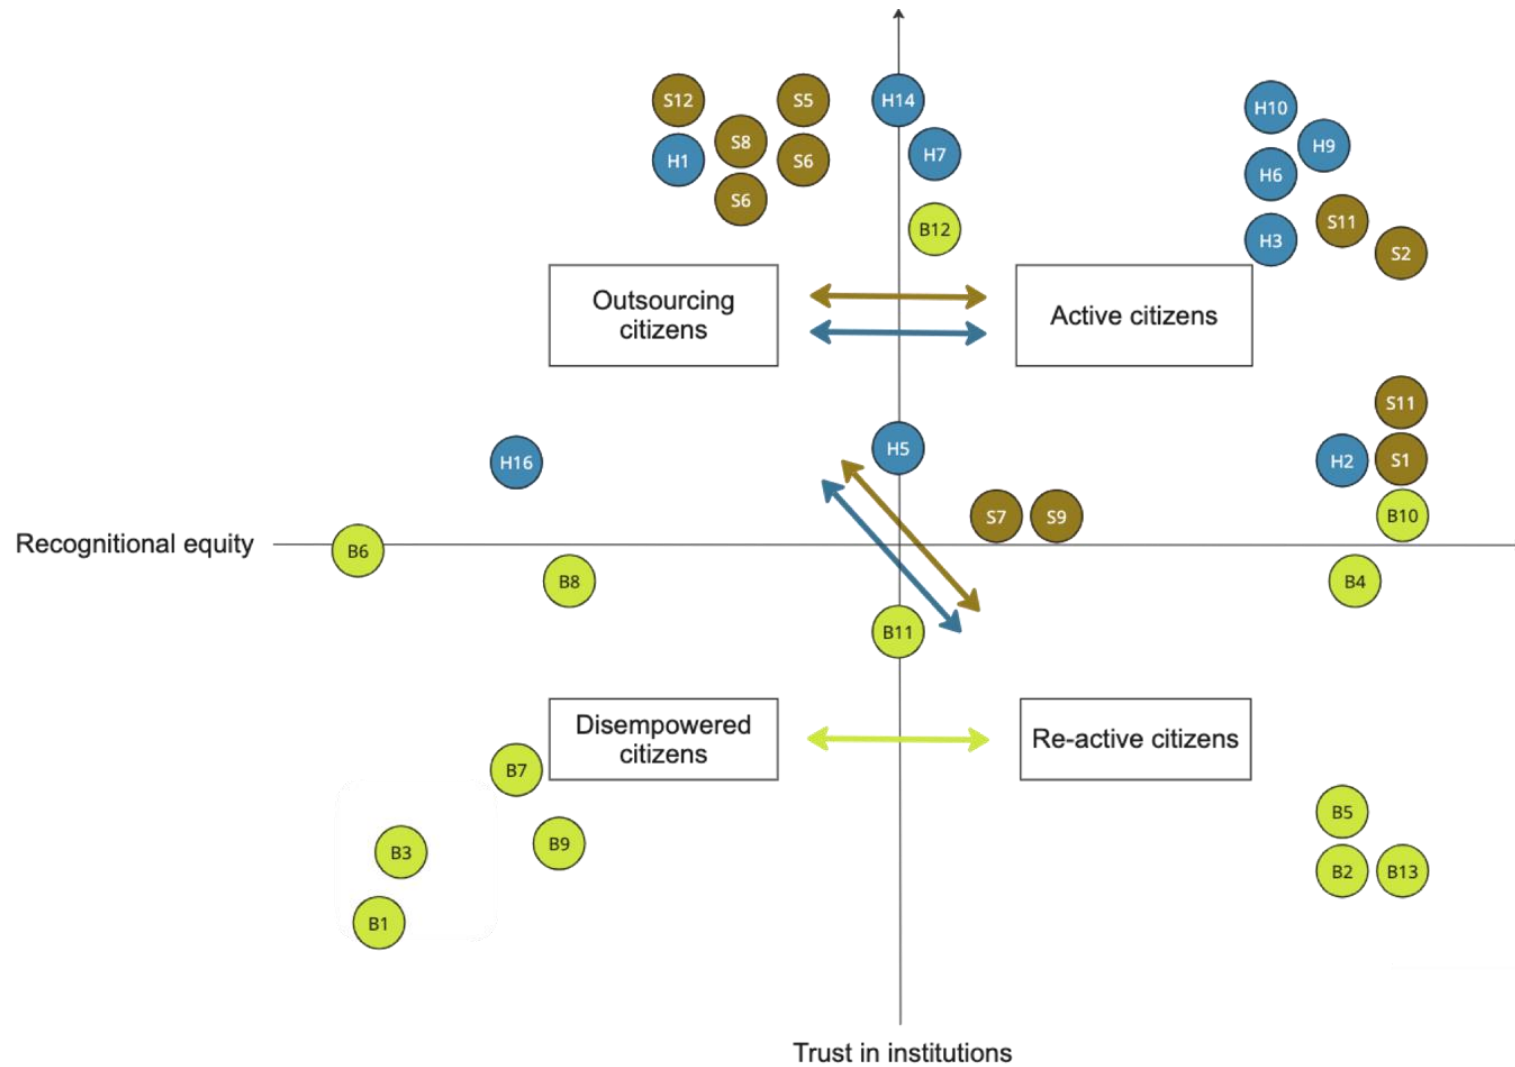 S12
S5
H14
H10
S8
H7
H9
H1
S6
H6
S6
S11
B12
H3
S2
Outsourcing
citizens
Active citizens
S11
H5
H16
H2
S1
S7
S9
B10
Recognitional equity
B6
B8
B4
B11
Disempowered
citizens
Re-active citizens
B7
B5
B9
B3
B2
B13
B1
Trust in institutions